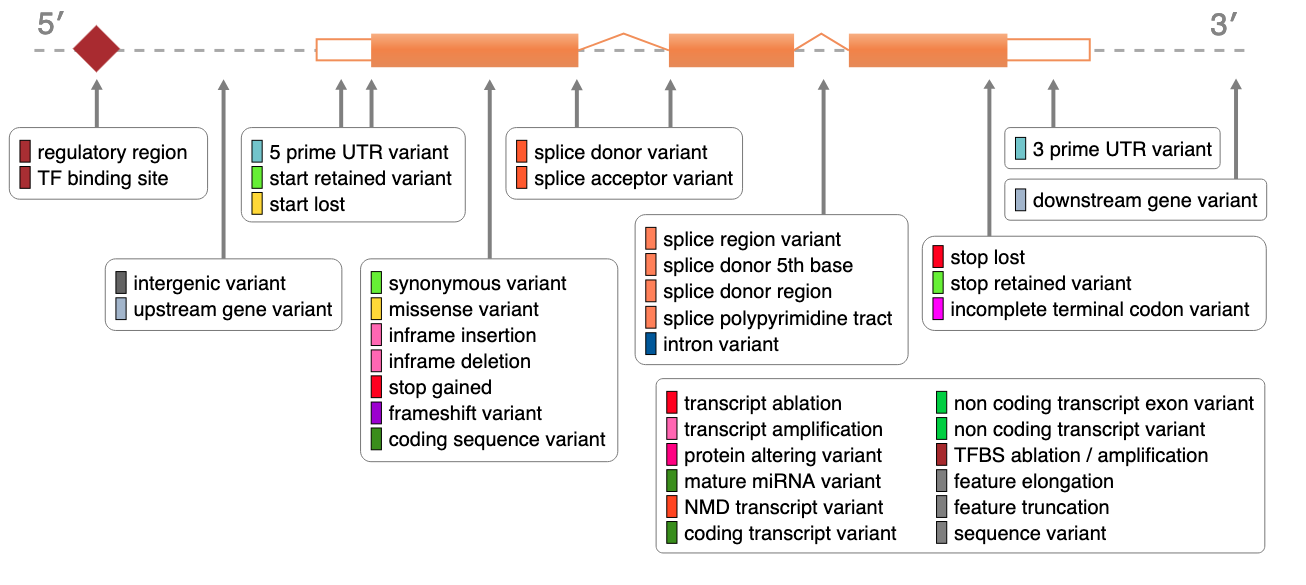 5′
3′
regulatory region
TF binding site
5 prime UTR variant
start retained variant
start lost
splice donor variant
splice acceptor variant
3 prime UTR variant
downstream gene variant
intergenic variant
upstream gene variant
synonymous variant
missense variant
inframe insertion
inframe deletion
stop gained
frameshift variant
coding sequence variant
splice region variant
splice donor 5th base
splice donor region
splice polypyrimidine tract
intron variant
stop lost
stop retained variant
incomplete terminal codon variant
transcript ablation
transcript amplification
protein altering variant
mature miRNA variant
NMD transcript variant
coding transcript variant
non coding transcript exon variant
non coding transcript variant
TFBS ablation / amplification
feature elongation
feature truncation
sequence variant